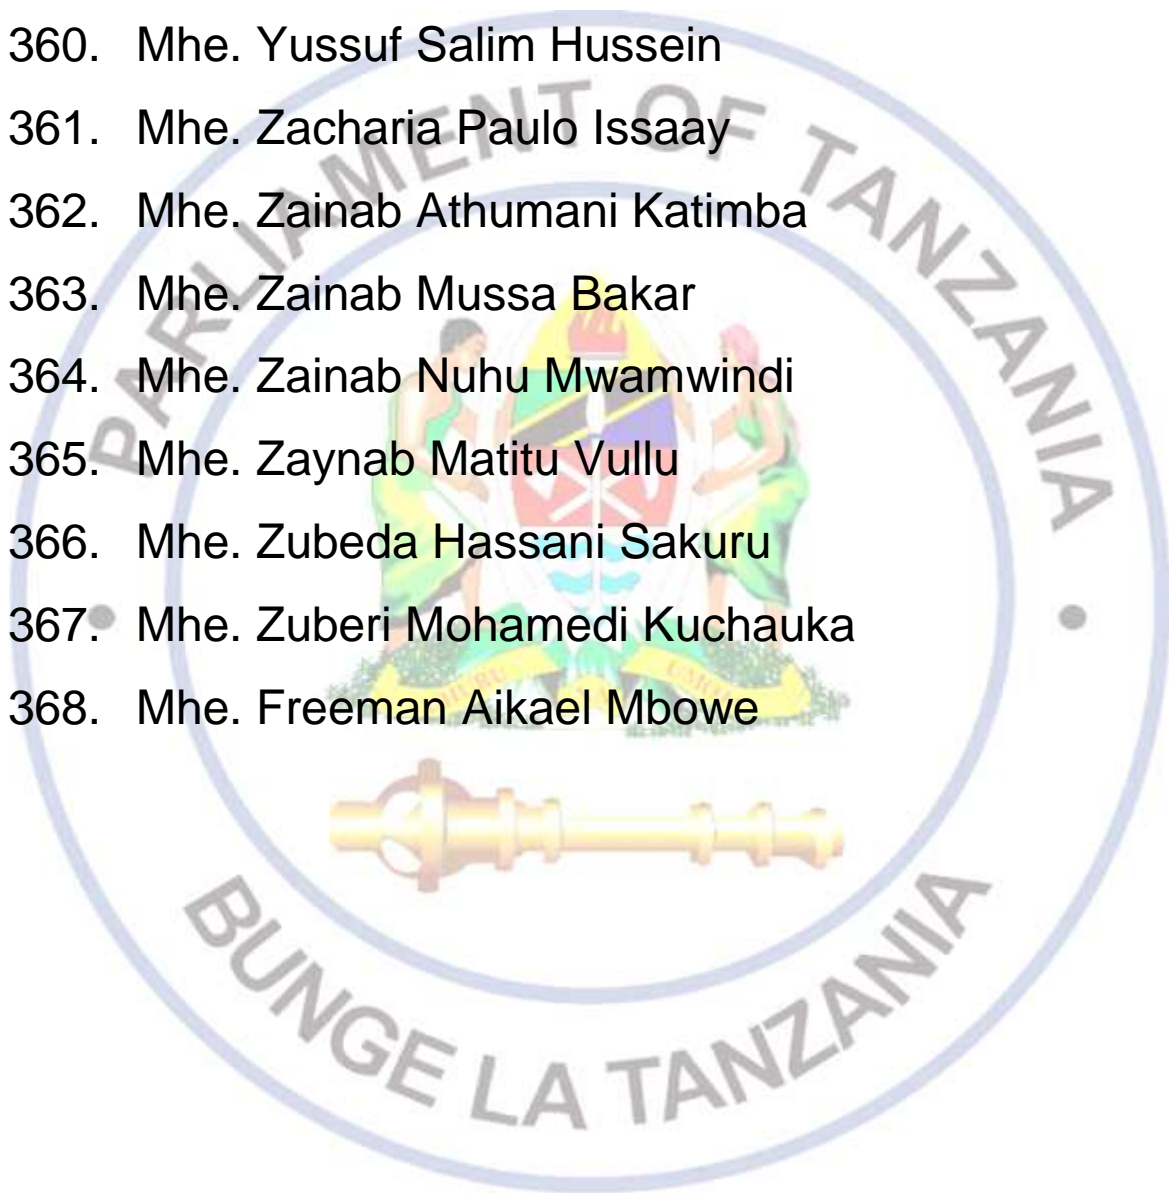 360. Mhe. Yussuf Salim Hussein
361. Mhe. Zacharia Paulo Issaay
362. Mhe. Zainab Athumani Katimba
363. Mhe. Zainab Mussa Bakar
364. Mhe. Zainab Nuhu Mwamwindi
365. Mhe. Zaynab Matitu Vullu
366. Mhe. Zubeda Hassani Sakuru
367. Mhe. Zuberi Mohamedi Kuchauka
368. Mhe. Freeman Aikael Mbowe
PARLIAMENT OF TANZANIA
BUNGE LA TANZANIA